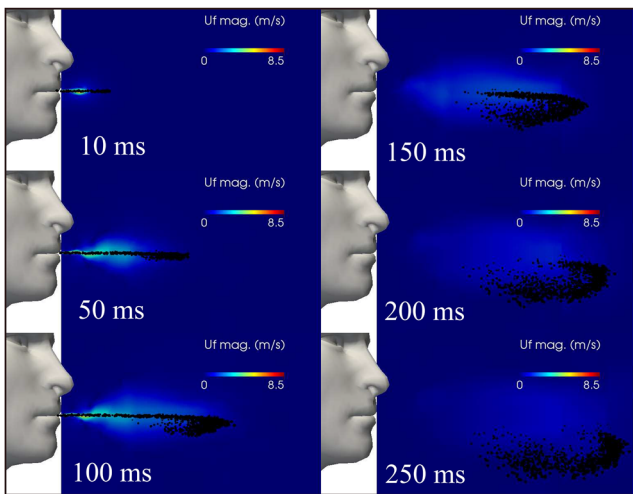 Uf mag. (m/s)
0 8.5
10 ms
Uf mag. (m/s)
0 8.5
50 ms
Uf mag. (m/s)
0 8.5
100 ms
Uf mag. (m/s)
0 8.5
150 ms
Uf mag. (m/s)
0 8.5
200 ms
Uf mag. (m/s)
0 8.5
250 ms